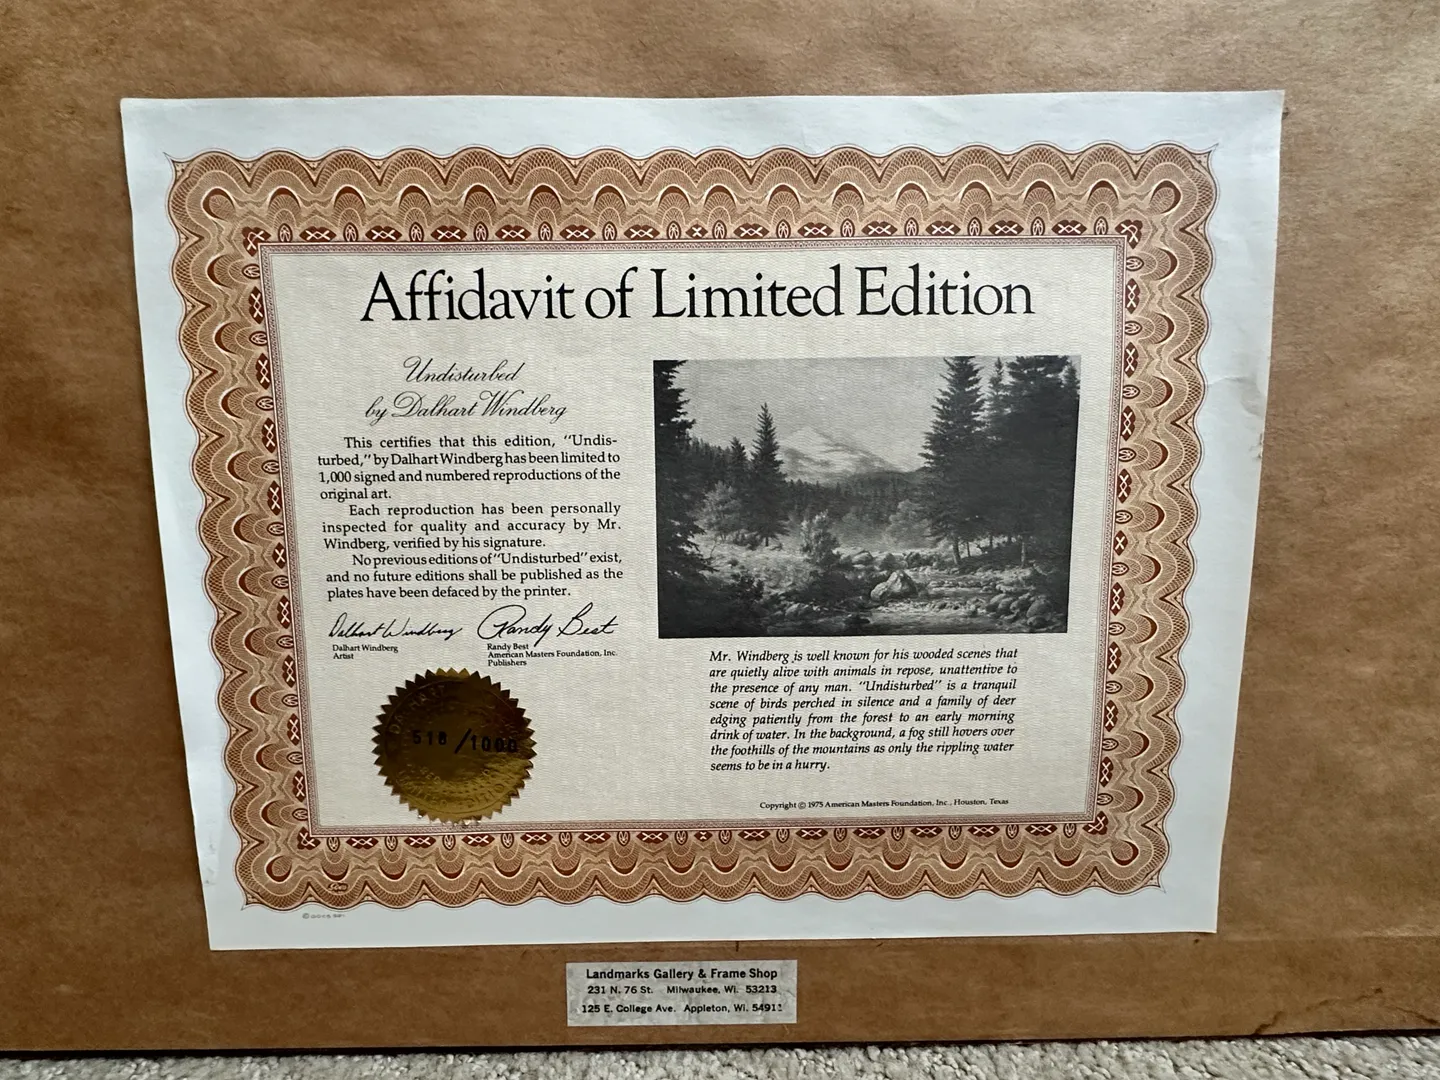 Affidavit of Limited Edition
Undisturbed
by Dalhart Windberg
This certifies that this edition, "Undis-
turbed," by Dalhart Windberg has been limited to
1,000 signed and numbered reproductions of the
original art.
Each reproduction has been personally
inspected for quality and accuracy by Mr.
Windberg, verified by his signature.
No previous editions of "Undisturbed" exist,
and no future editions shall be published as the
plates have been defaced by the printer.
Dalhart Windberg
Randy Best
Dalhart Windberg
Artist
Randy Best
American Masters Foundation, Inc.
Publishers
518/1000
Mr. Windberg is well known for his wooded scenes that
are quietly alive with animals in repose, unattentive to
the presence of any man. "Undisturbed" is a tranquil
scene of birds perched in silence and a family of deer
edging patiently from the forest to an early morning
drink of water. In the background, a fog still hovers over
the foothills of the mountains as only the rippling water
seems to be in a hurry.
Copyright © 1975 American Masters Foundation, Inc., Houston, Texas
Landmarks Gallery & Frame Shop
231 N. 76 St. Milwaukee, Wi. 53213
125 E. College Ave. Appleton, Wi.